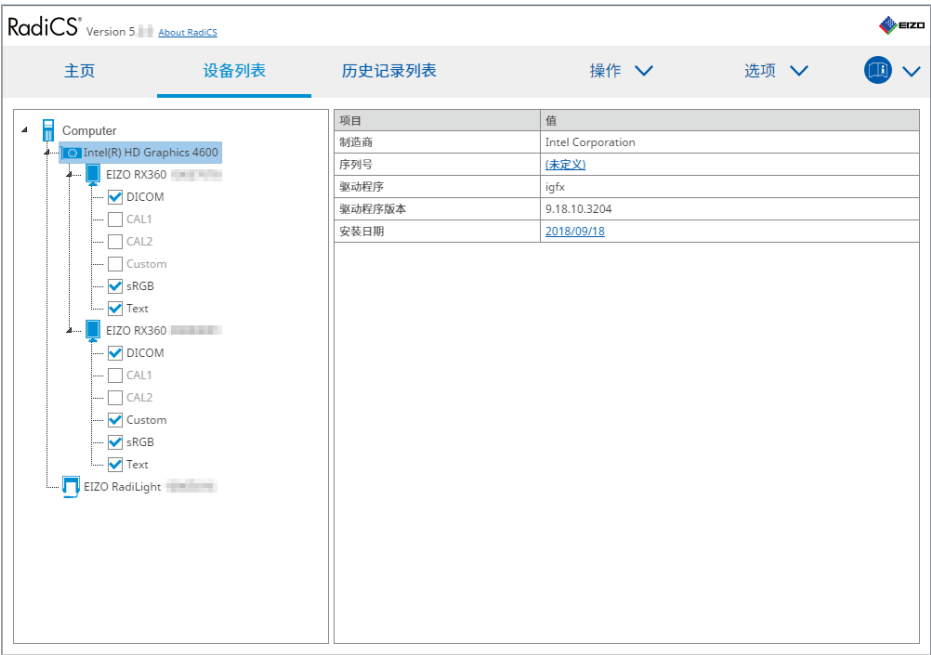 RadiCS® Version 5. About RadiCS
EIZO
主页 设备列表 历史记录列表 操作 选项
Computer
Intel(R) HD Graphics 4600
EIZO RX360
DICOM
CAL1
CAL2
Custom
sRGB
Text
EIZO RX360
DICOM
CAL1
CAL2
Custom
sRGB
Text
EIZO RadiLight
项目 值
制造商 Intel Corporation
序列号 (未定义)
驱动程序 igfx
驱动程序版本 9.18.10.3204
安装日期 2018/09/18